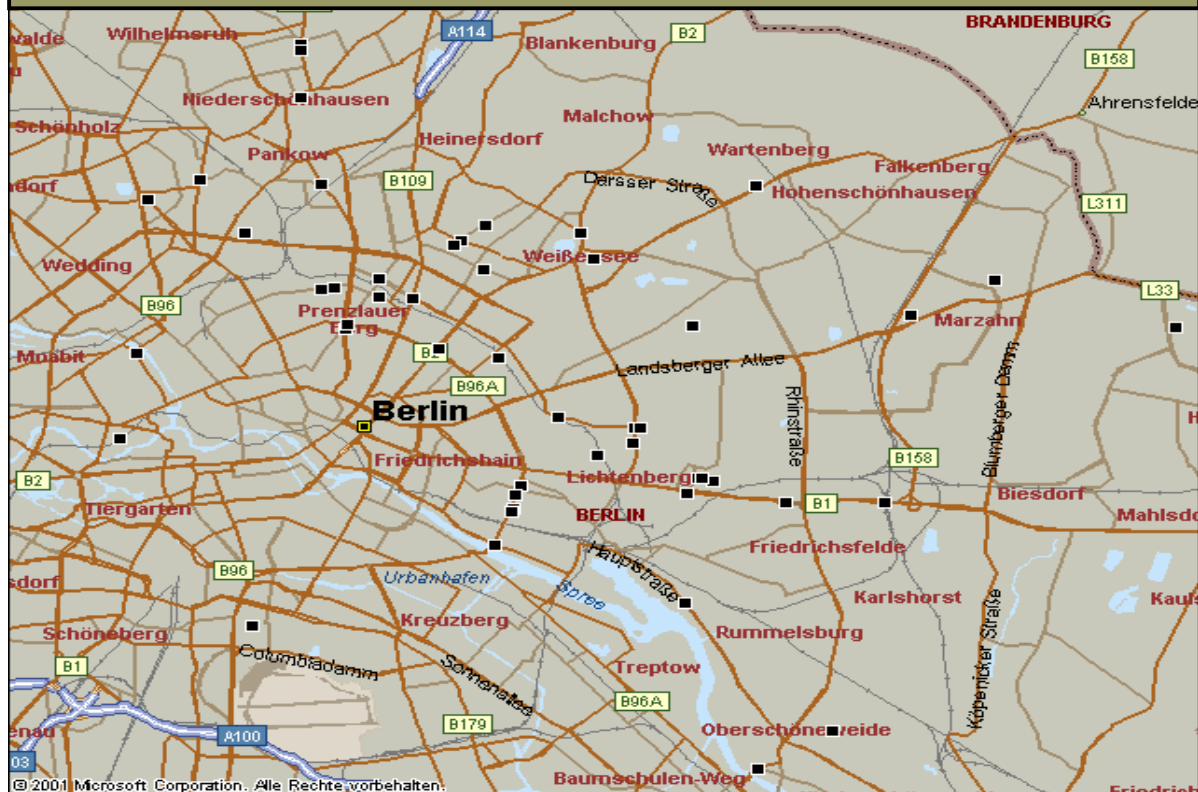 BRANDENBURG
Wilhelmsruh
A114
B2
Blankenburg
B158
Niederschönhausen
Ahrensfelde
Malchow
Schönholz
Heinersdorf
Pankow
Wartenberg
Falkenberg
B109
Darsser Straße
Hohenschönhausen
L311
Weißensee
Wedding
L33
B96
Prenzlauer
Berg
Marzahn
Moabit
B2
Landsberger Allee
B96A
Rhinstraße
Blumberger Damm
Berlin
Friedrichshain
B158
B2
Lichtenberg
Biesdorf
Tiergarten
B1
BERLIN
Friedrichsfelde
Hauptstraße
B96
Urbanhafen
Spree
Karlshorst
Köpenicker Straße
Kreuzberg
Schöneberg
Rummelsburg
Columbiadamm
Sonnenallee
Treptow
B1
B96A
B179
Oberschöneweide
A100
Baumschulen-Weg
© 2001 Microsoft Corporation. Alle Rechte vorbehalten.